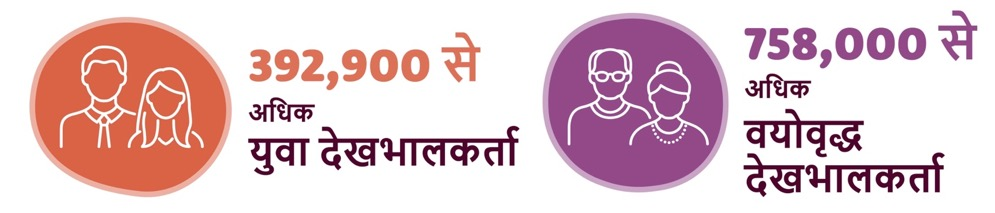 392,900 से
अधिक
युवा देखभालकर्ता
758,000 से
अधिक
वयोवृद्ध
देखभालकर्ता